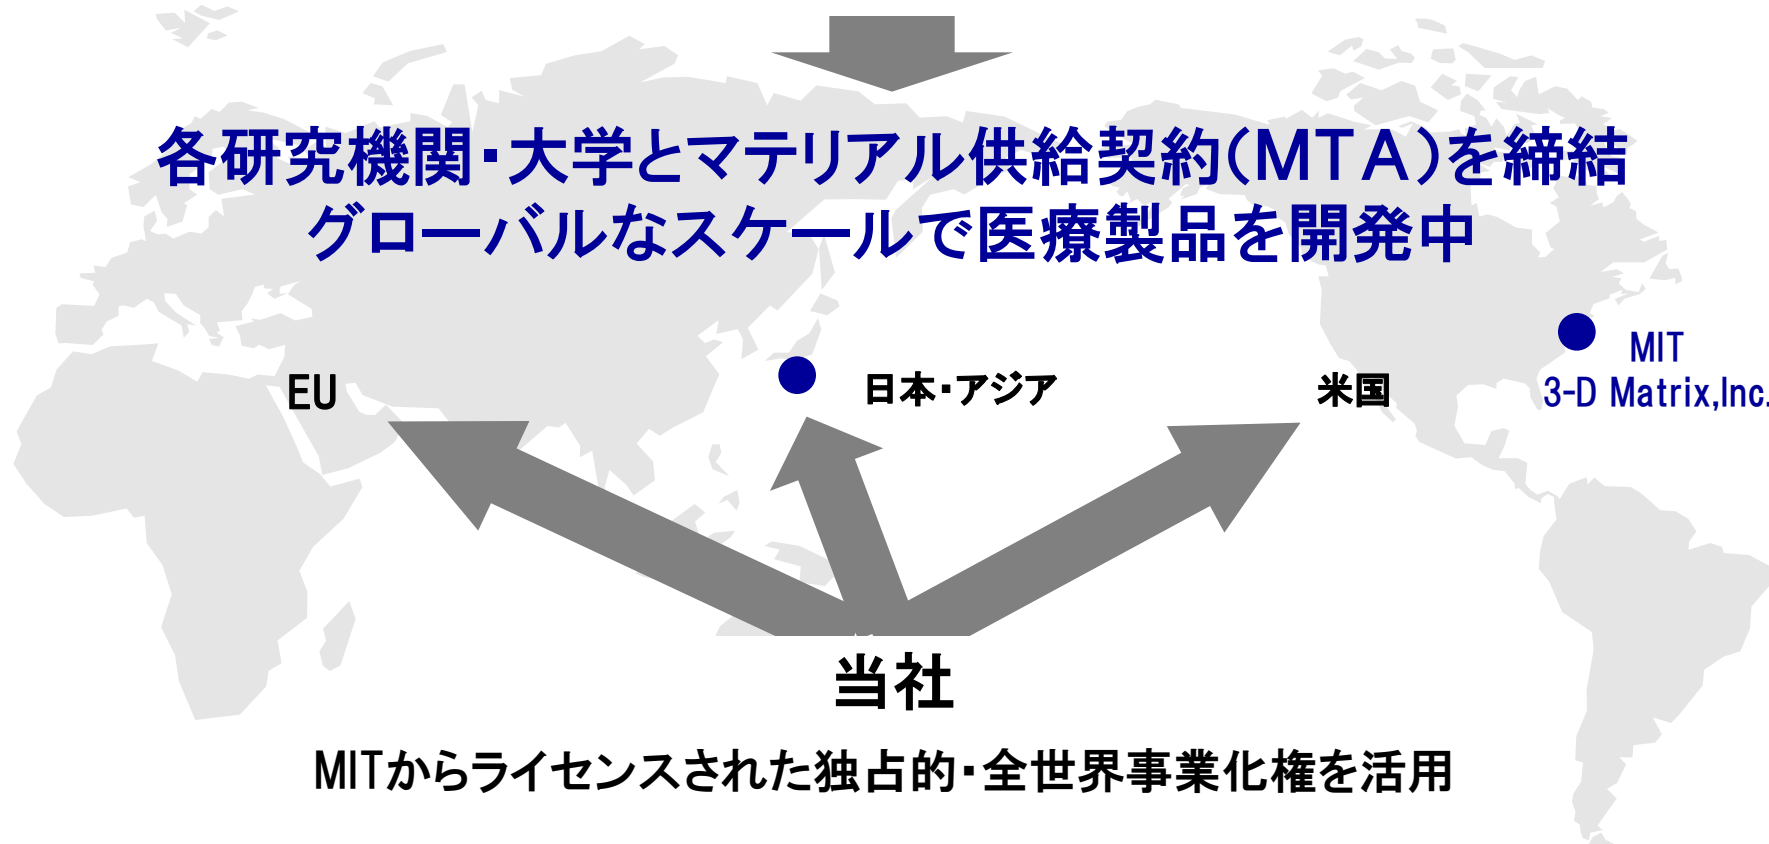 各研究機関・大学とマテリアル供給契約(MTA)を締結
グローバルなスケールで医療製品を開発中
MIT
3-D Matrix,Inc.
EU
日本・アジア
米国
当社
MITからライセンスされた独占的・全世界事業化権を活用